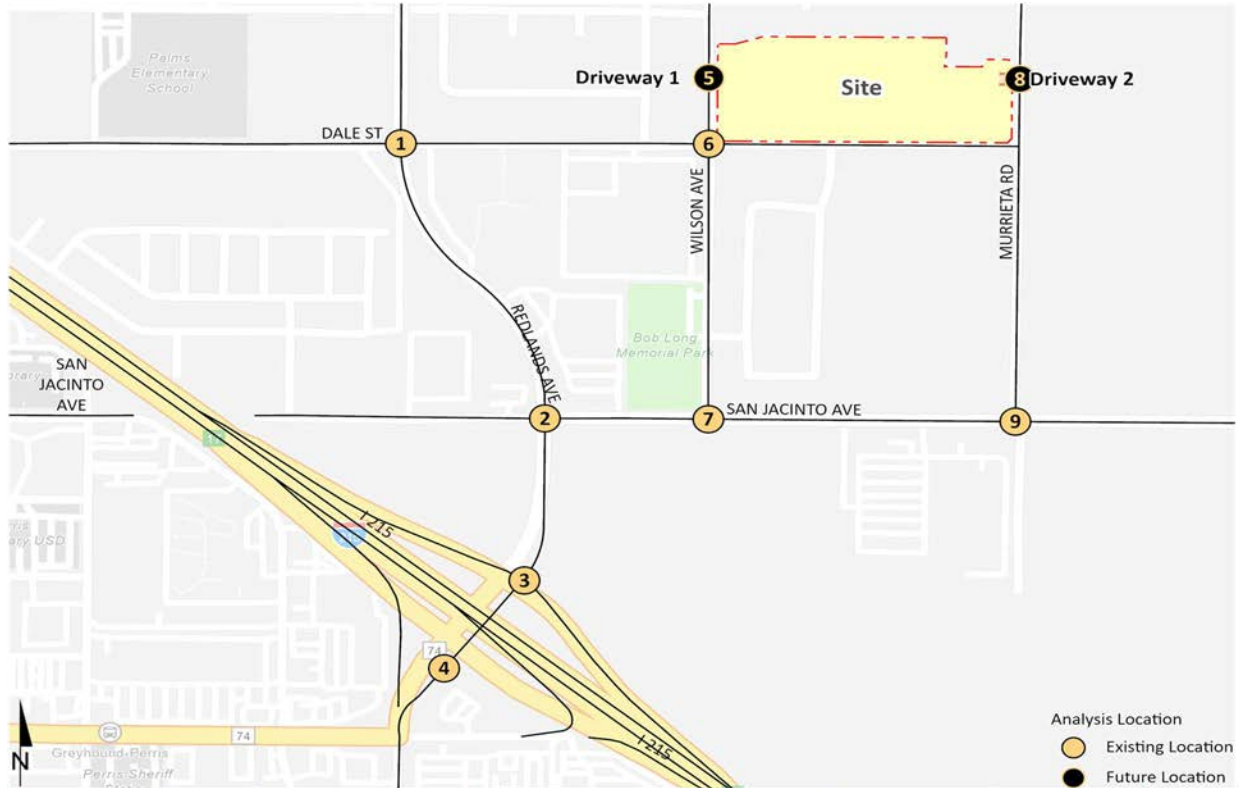 Palms
Elementary
School
Driveway 1
5
Site
8
Driveway 2
DALE ST
1
6
WILSON AVE
MURRIETA RD
REDLANDS AVE
Bob Long
Memorial Park
SAN
JACINTO
AVE
2
7
SAN JACINTO AVE
9
I 215
USD
3
74
4
74
I 215
N
Greyhound-Perris
Perris Sheriff
Analysis Location
Existing Location
Future Location